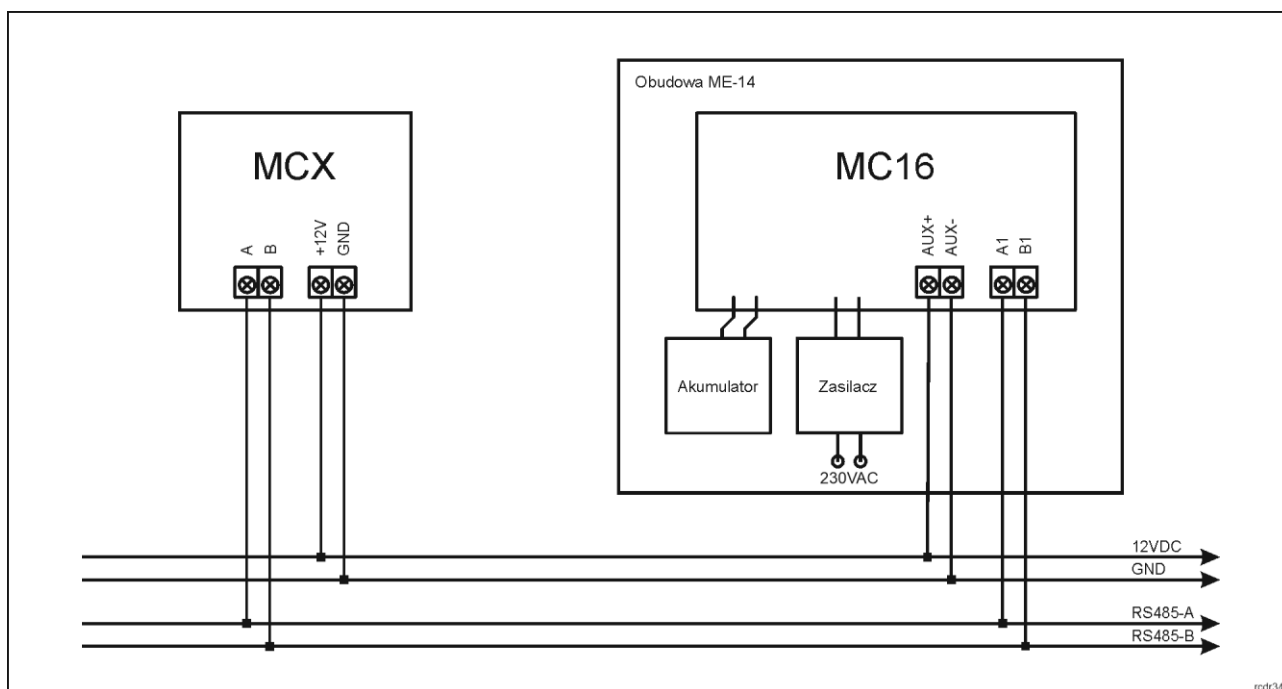 Obudowa ME-14
MCX
MC16
A
B
+12V
GND
AUX+
AUX-
A1
B1
Akumulator
Zasilacz
230VAC
12VDC
GND
RS485-A
RS485-B